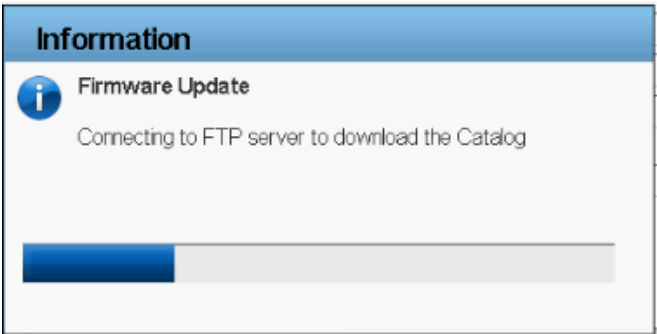 Information
Firmware Update
Connecting to FTP server to download the Catalog